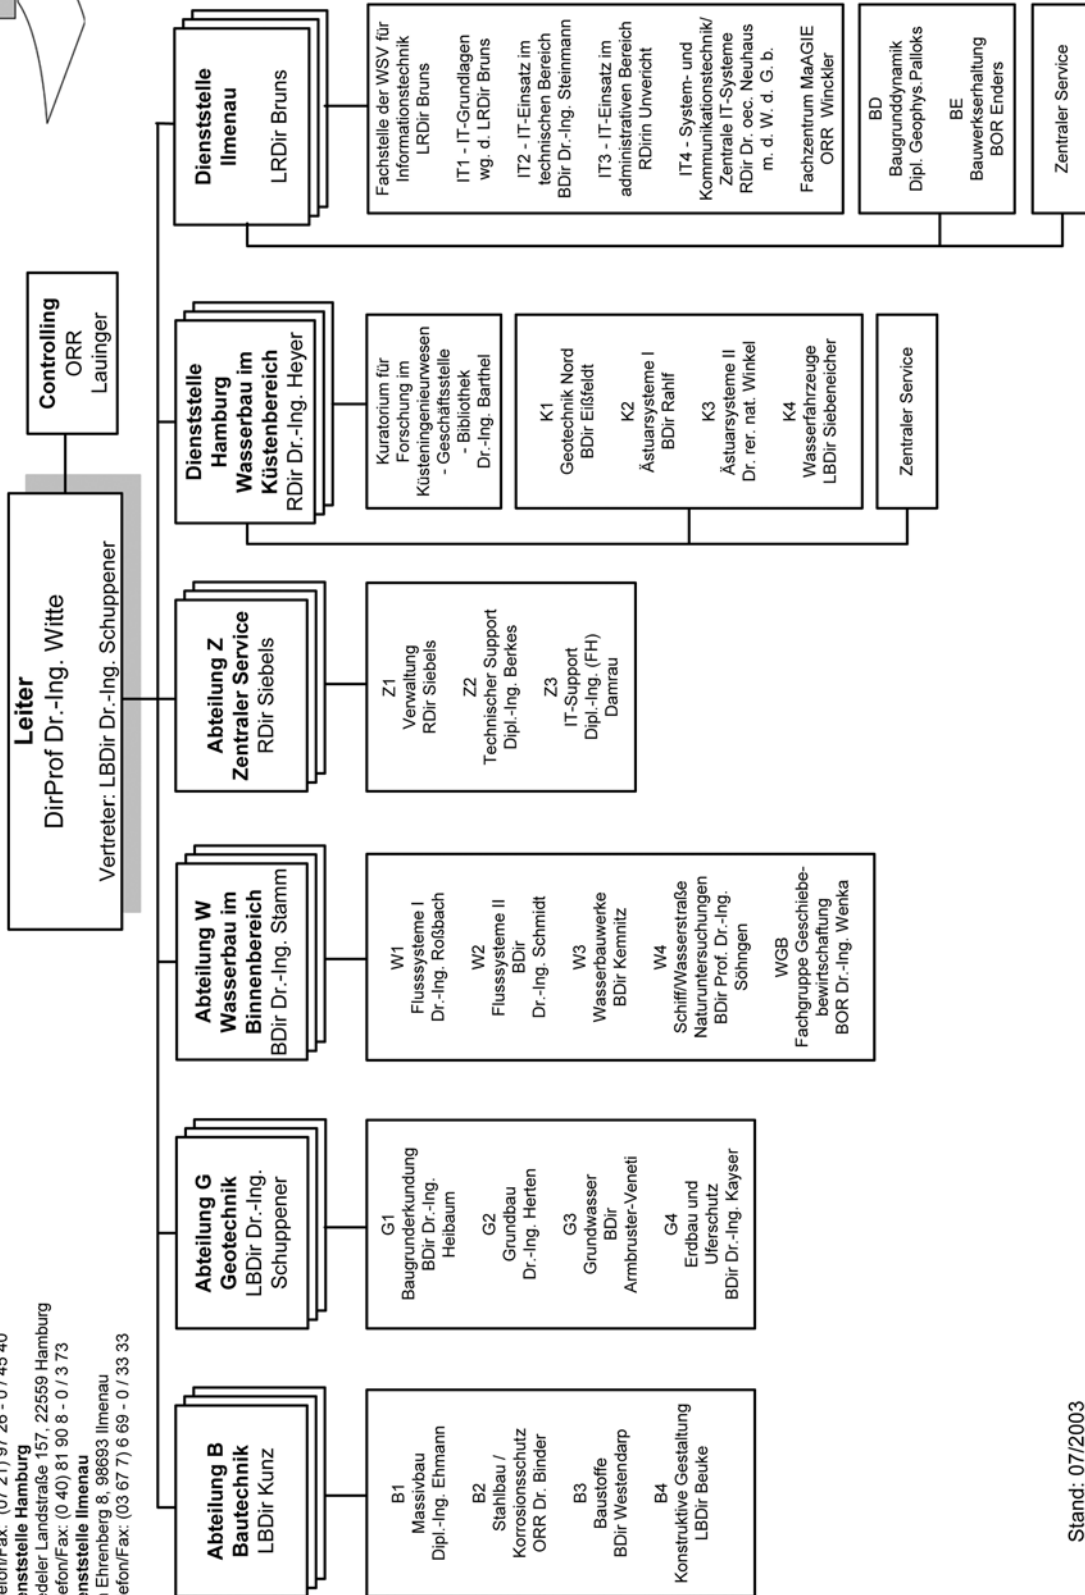 Leiter
DirProf Dr.-Ing. Witte
Vertreter: LBDir Dr.-Ing. Schuppener
Controlling
ORR
Lauinger
Hamburg
Landstraße 157, 22559 Hamburg
(0 40) 81 90 8 - 0 / 3 73
Ilmenau
Ehrenberg 8, 98693 Ilmenau
(03 67 7) 6 69 - 0 / 33 33
Abteilung B
Bautechnik
LBDir Kunz
B1
Massivbau
Dipl.-Ing. Ehmann
B2
Stahlbau /
Korrosionsschutz
ORR Dr. Binder
B3
Baustoffe
BDir Westendarp
B4
Konstruktive Gestaltung
LBDir Beuke
Abteilung G
Geotechnik
LBDir Dr.-Ing.
Schuppener
G1
Baugrunderkundung
BDir Dr.-Ing.
Heibaum
G2
Grundbau
Dr.-Ing. Herten
G3
Grundwasser
BDir
Armbruster-Veneti
G4
Erdbau und
Uferschutz
BDir Dr.-Ing. Kayser
Abteilung W
Wasserbau im
Binnenbereich
BDir Dr.-Ing. Stamm
W1
Flusssysteme I
Dr.-Ing. Roßbach
W2
Flusssysteme II
BDir
Dr.-Ing. Schmidt
W3
Wasserbauwerke
BDir Kemnitz
W4
Schiff/Wasserstraße
Naturuntersuchungen
BDir Prof. Dr.-Ing.
Söhngen
WGB
Fachgruppe Geschiebe-
bewirtschaftung
BOR Dr.-Ing. Wenka
Abteilung Z
Zentraler Service
RDir Siebels
Z1
Verwaltung
RDir Siebels
Z2
Technischer Support
Dipl.-Ing. Berkes
Z3
IT-Support
Dipl.-Ing. (FH)
Damrau
Dienststelle
Hamburg
Wasserbau im
Küstenbereich
RDir Dr.-Ing. Heyer
Kuratorium für
Forschung im
Küsteningenieurwesen
- Geschäftsstelle
- Bibliothek
Dr.-Ing. Barthel
K1
Geotechnik Nord
BDir Eißfeldt
K2
Ästuarsysteme I
BDir Rahlf
K3
Ästuarsysteme II
Dr. rer. nat. Winkel
K4
Wasserfahrzeuge
LBDir Siebeneicher
Zentraler Service
Dienststelle
Ilmenau
LRDir Bruns
Fachstelle der WSV für
Informationstechnik
LRDir Bruns
IT1 - IT-Grundlagen
wg. d. LRDir Bruns
IT2 - IT-Einsatz im
technischen Bereich
BDir Dr.-Ing. Steinmann
IT3 - IT-Einsatz im
administrativen Bereich
RDirin Unvericht
IT4 - System- und
Kommunikationstechnik/
Zentrale IT-Systeme
RDir Dr. oec. Neuhaus
m. d. W. d. G. b.
Fachzentrum MaAGIE
ORR Winckler
BD
Baugrunddynamik
Dipl. Geophys.Palloks
BE
Bauwerkserhaltung
BOR Enders
Zentraler Service
Stand: 07/2003